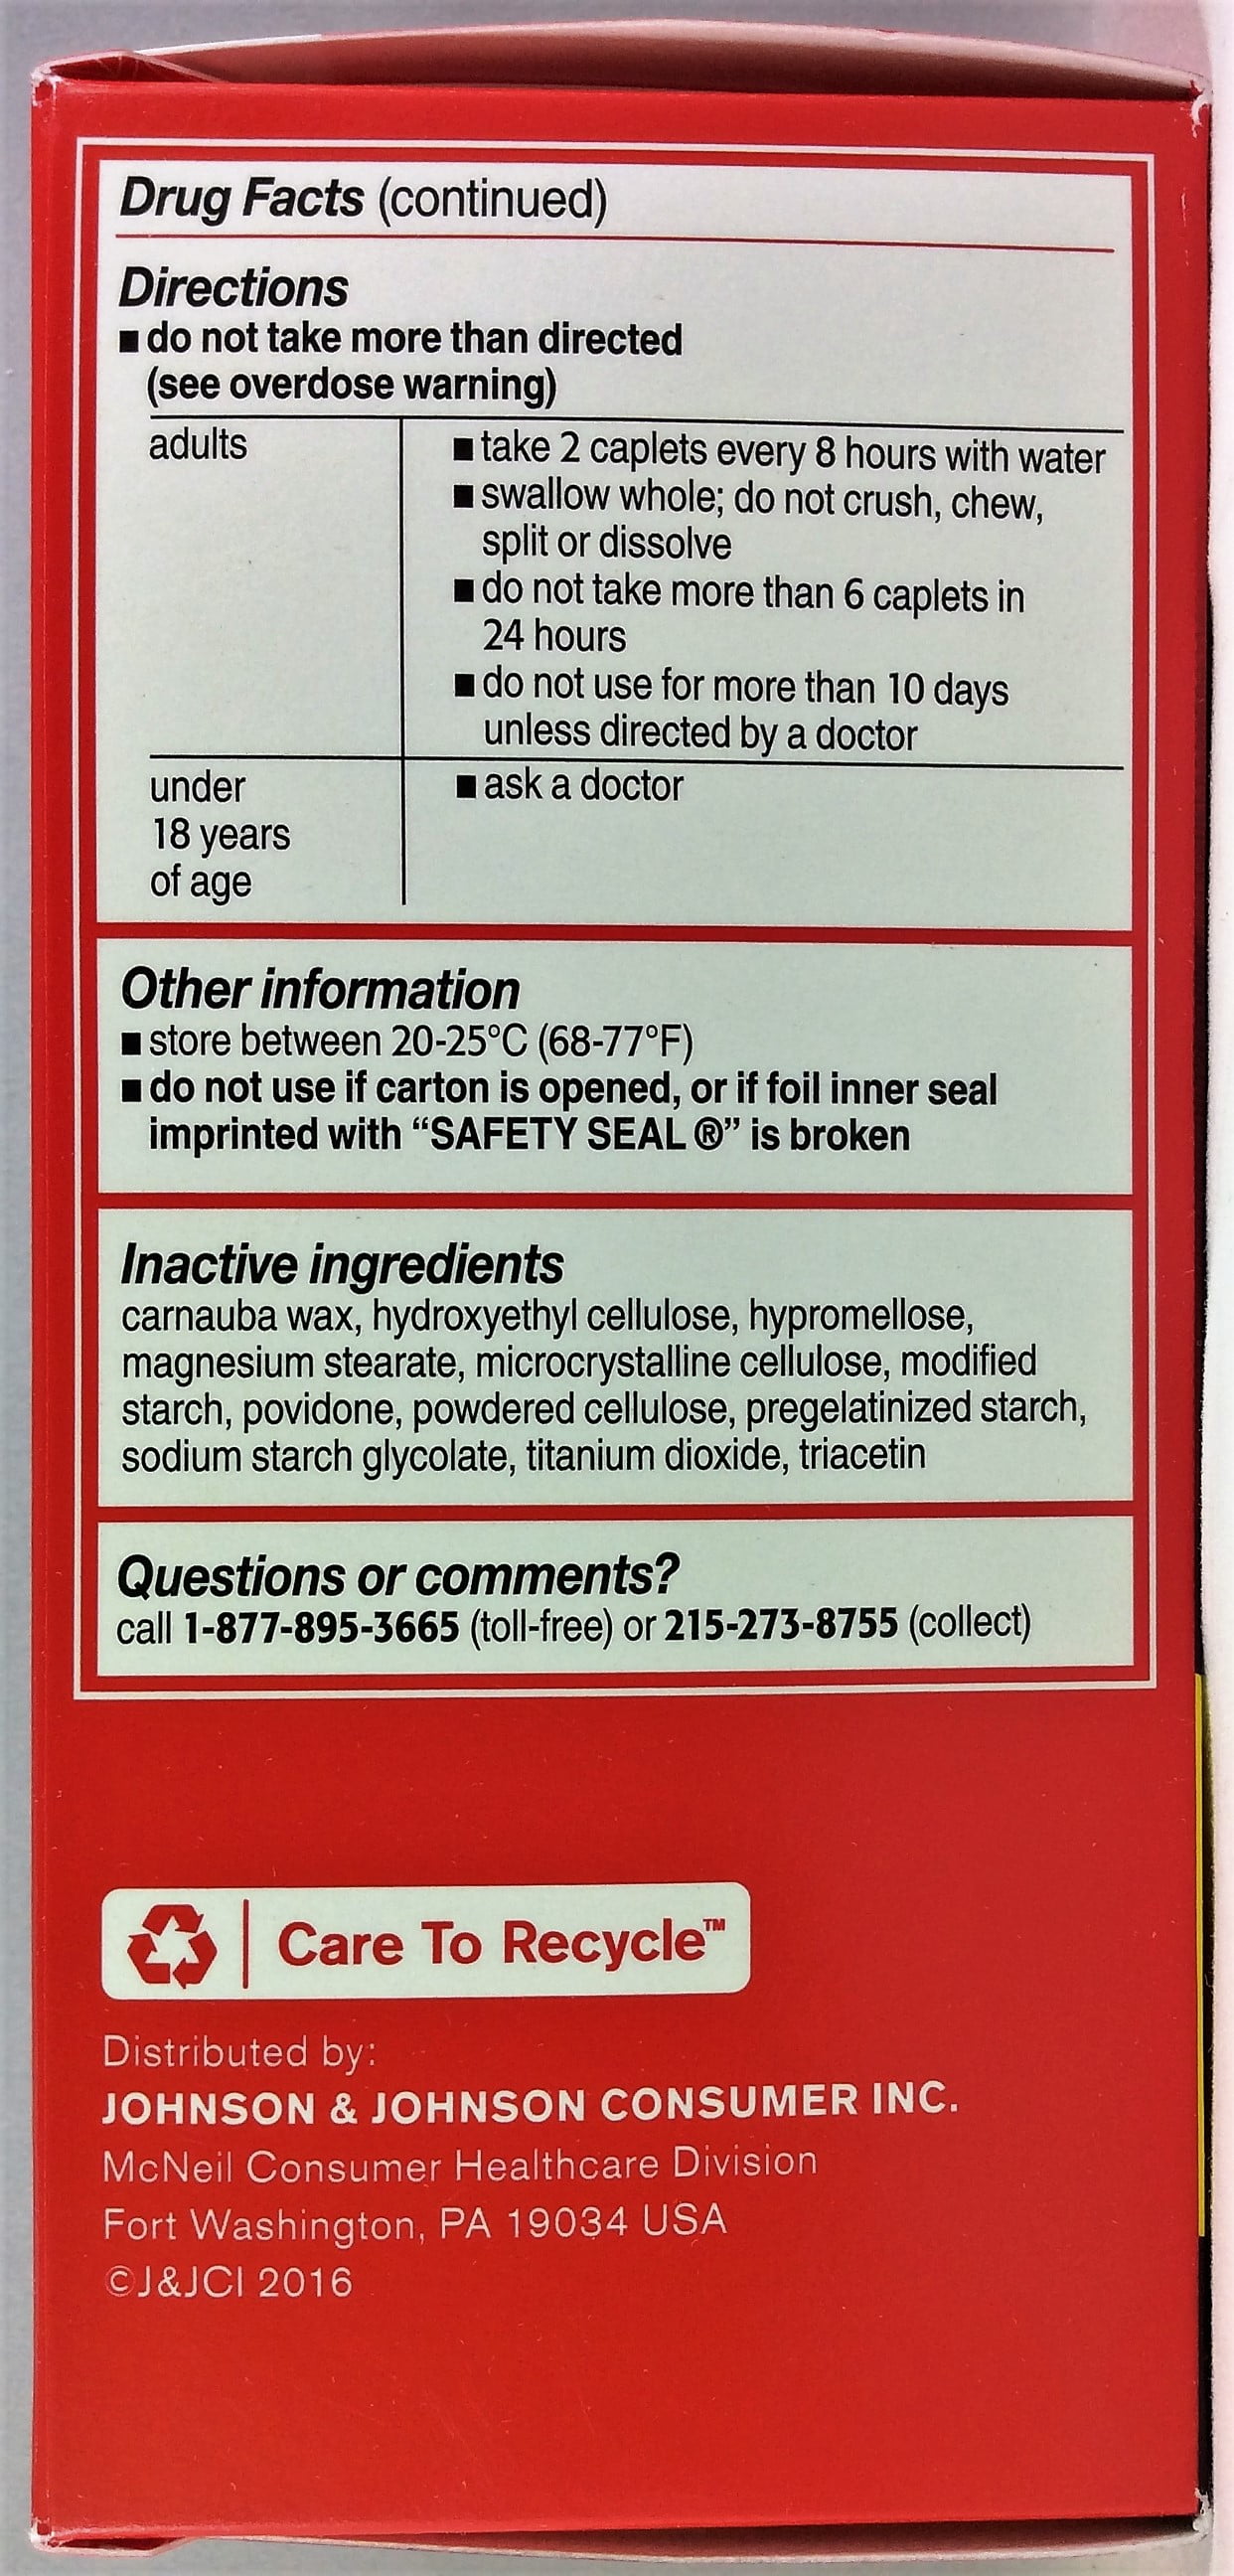 Drug Facts (continued)
Directions
■ do not take more than directed
(see overdose warning)
adults
■ take 2 caplets every 8 hours with water
■ swallow whole; do not crush, chew,
split or dissolve
■ do not take more than 6 caplets in
24 hours
■ do not use for more than 10 days
unless directed by a doctor
under
18 years
of age
■ ask a doctor
Other information
■ store between 20-25°C (68-77°F)
■ do not use if carton is opened, or if foil inner seal
imprinted with “SAFETY SEAL ®” is broken
Inactive ingredients
carnauba wax, hydroxyethyl cellulose, hypromellose,
magnesium stearate, microcrystalline cellulose, modified
starch, povidone, powdered cellulose, pregelatinized starch,
sodium starch glycolate, titanium dioxide, triacetin
Questions or comments?
call 1-877-895-3665 (toll-free) or 215-273-8755 (collect)
Care To Recycle™
Distributed by:
JOHNSON & JOHNSON CONSUMER INC.
McNeil Consumer Healthcare Division
Fort Washington, PA 19034 USA
©J&JCI 2016